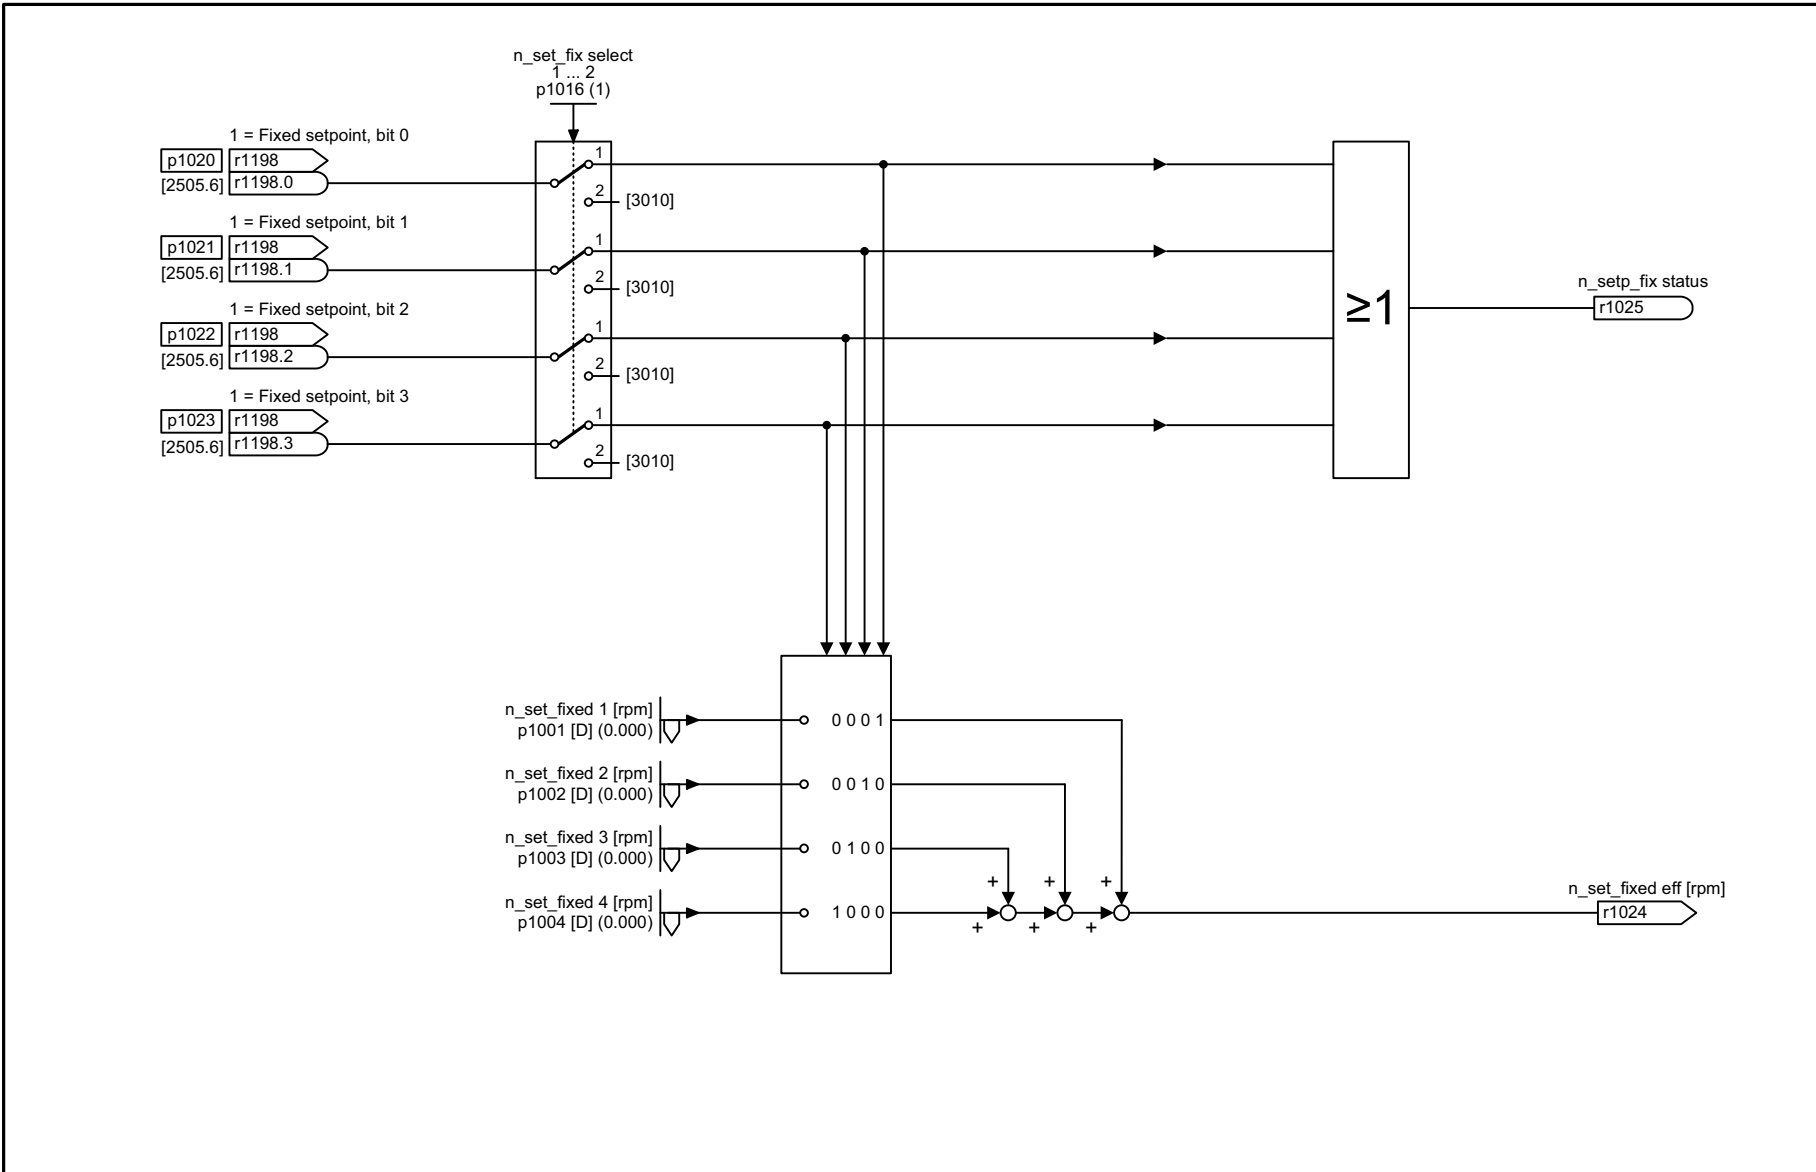 n_set_fix select
1 ... 2
p1016 (1)
1 = Fixed setpoint, bit 0
p1020 r1198
[2505.6] r1198.0
1
2 [3010]
1 = Fixed setpoint, bit 1
p1021 r1198
[2505.6] r1198.1
1
2 [3010]
1 = Fixed setpoint, bit 2
p1022 r1198
[2505.6] r1198.2
1
2 [3010]
1 = Fixed setpoint, bit 3
p1023 r1198
[2505.6] r1198.3
1
2 [3010]
≥1
n_setp_fix status
r1025
n_set_fixed 1 [rpm]
p1001 [D] (0.000)
0 0 0 1
n_set_fixed 2 [rpm]
p1002 [D] (0.000)
0 0 1 0
n_set_fixed 3 [rpm]
p1003 [D] (0.000)
0 1 0 0
n_set_fixed 4 [rpm]
p1004 [D] (0.000)
1 0 0 0
+ + +
+ + +
n_set_fixed eff [rpm]
r1024